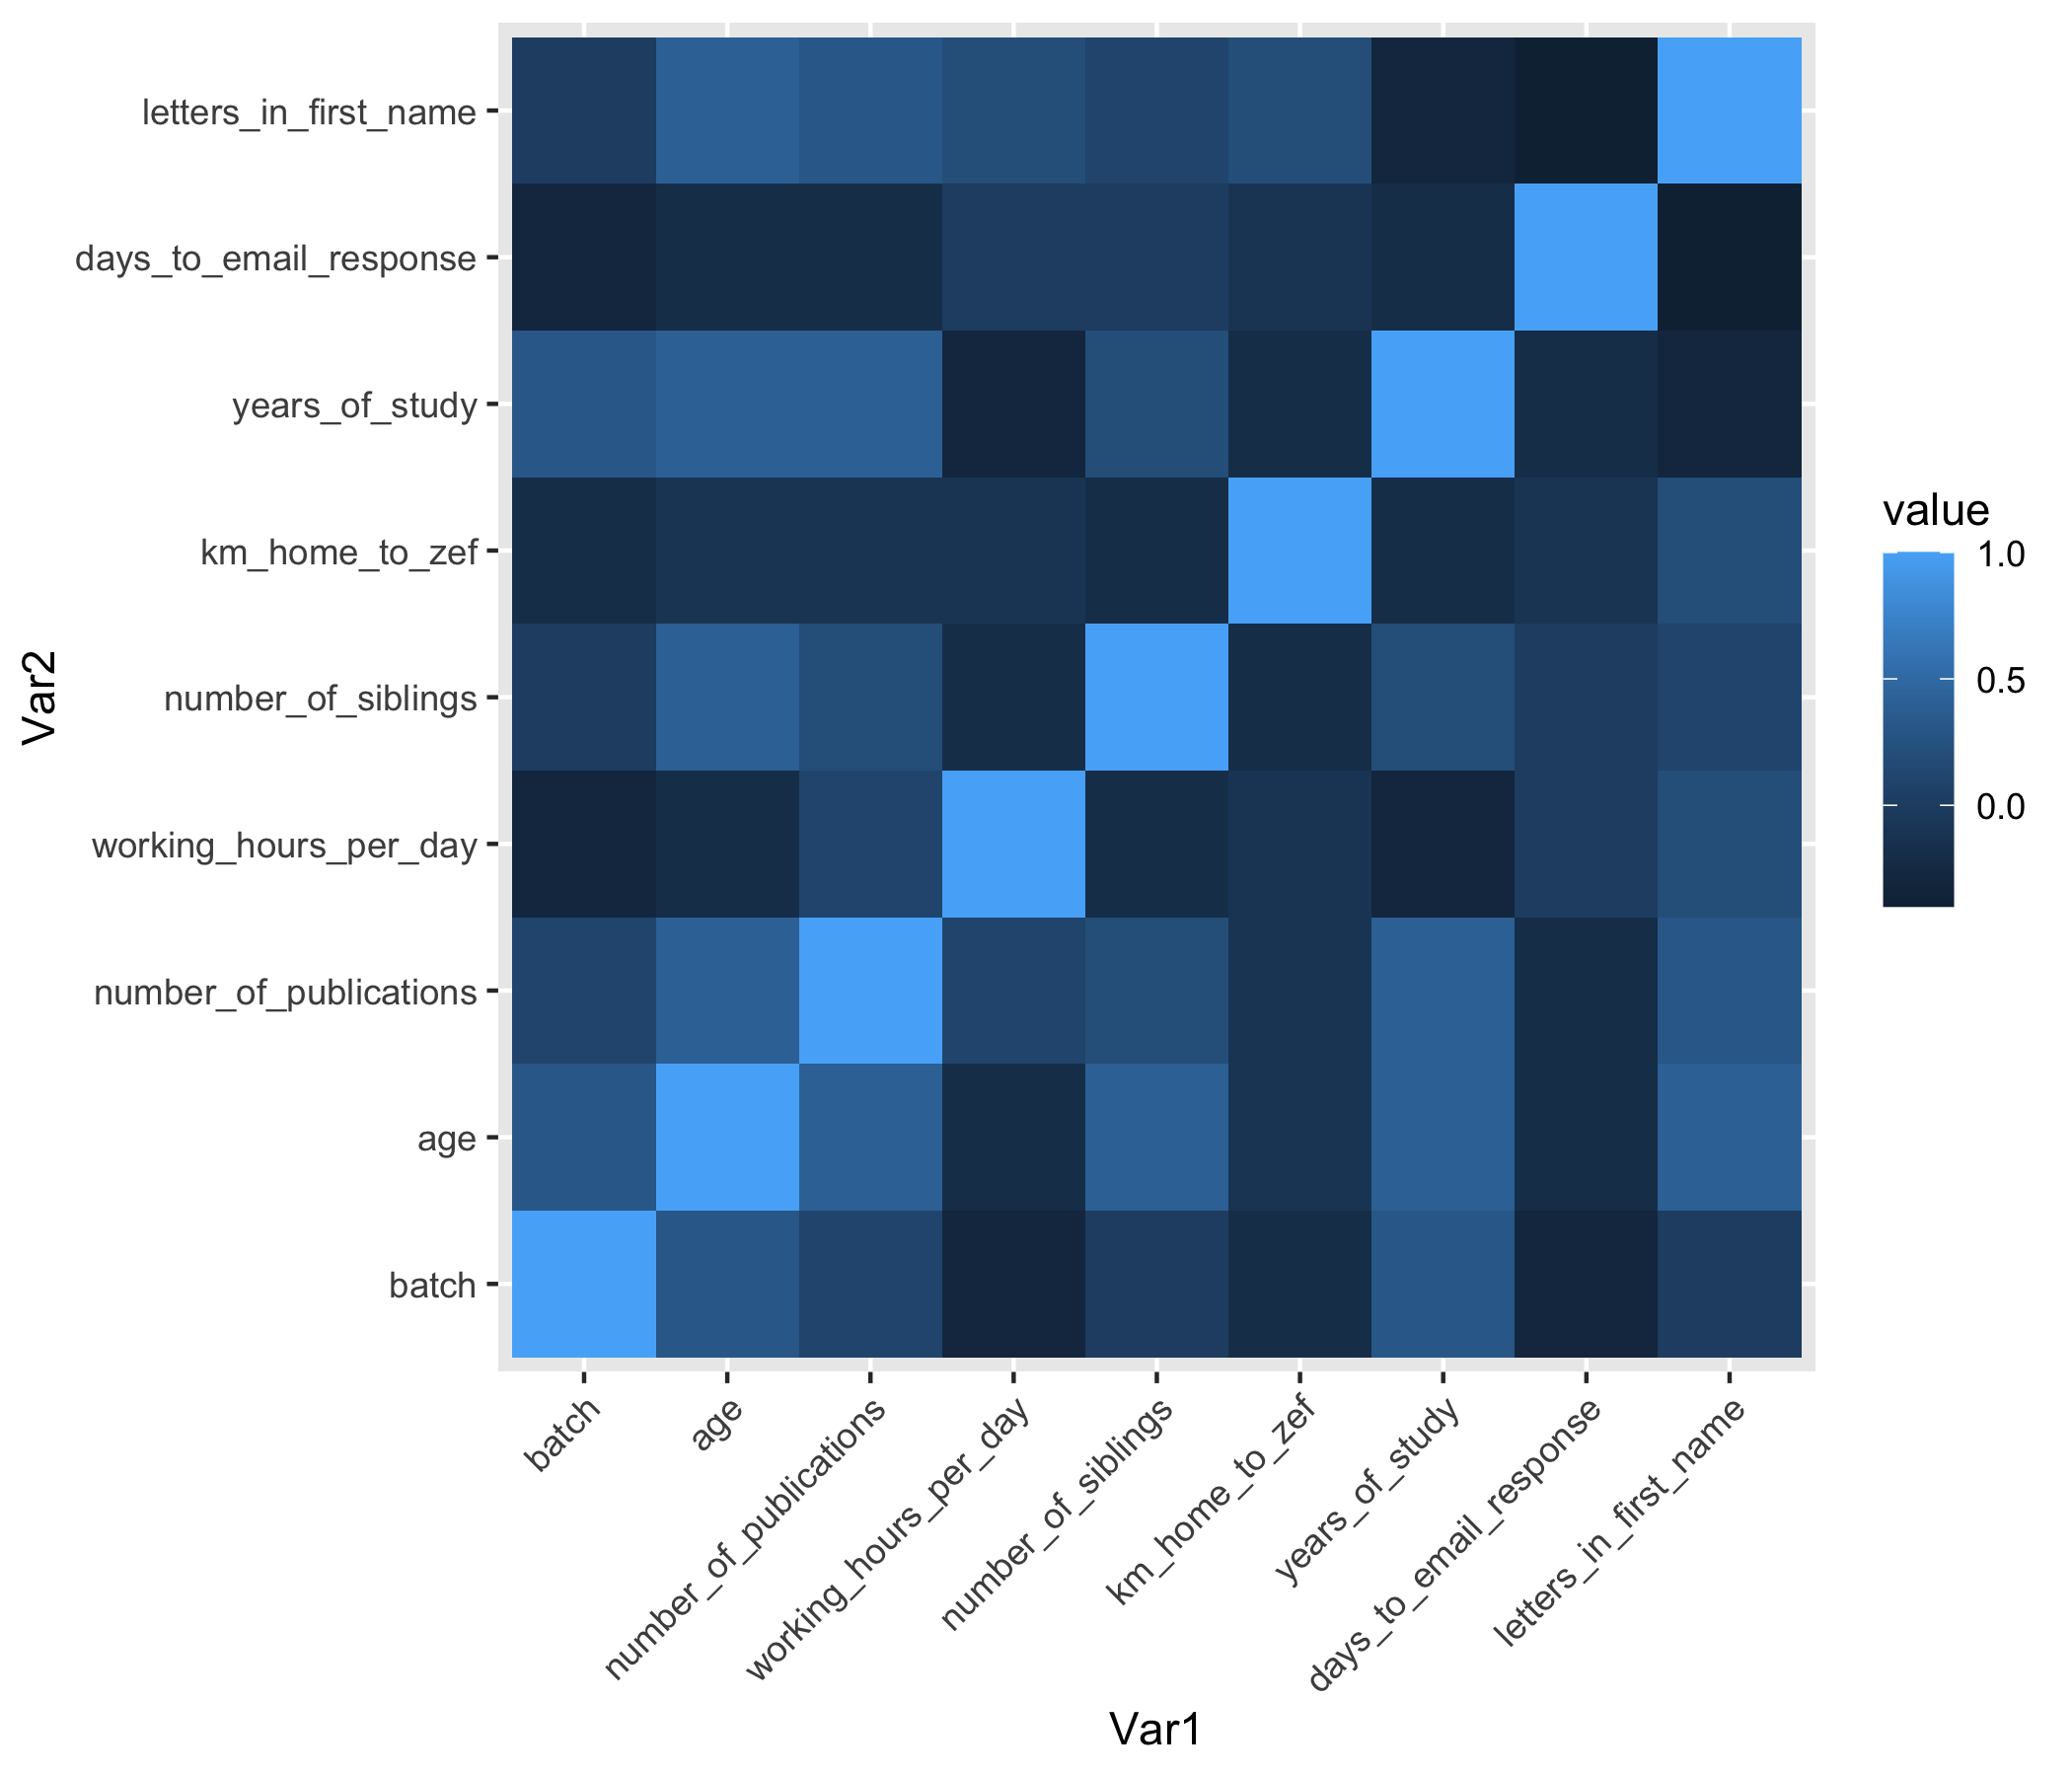 Var2
letters_in_first_name
days_to_email_response
years_of_study
km_home_to_zef
number_of_siblings
working_hours_per_day
number_of_publications
age
batch
batch
age
number_of_publications
working_hours_per_day
number_of_siblings
km_home_to_zef
years_of_study
days_to_email_response
letters_in_first_name
Var1
value
1.0
0.5
0.0